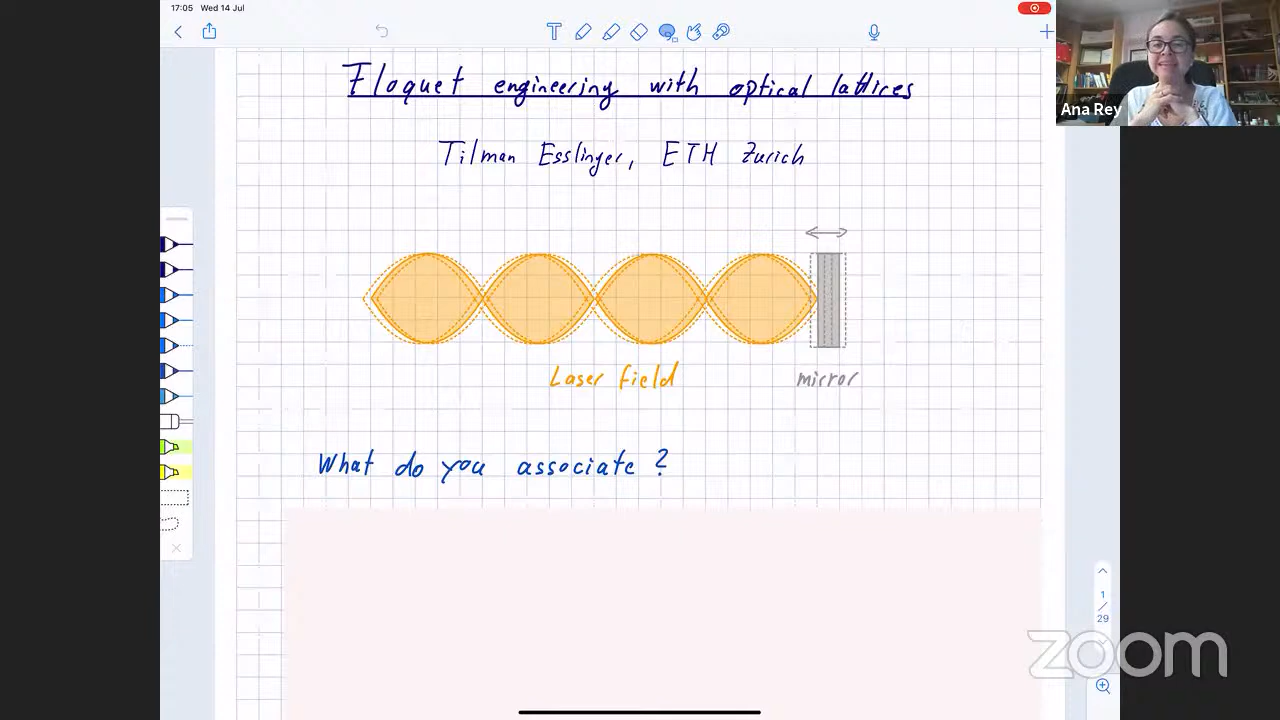 17:05 Wed 14 Jul
Floquet engineering with optical lattices
Ana Rey
Tilman Esslinger, ETH Zurich
Laser field
mirror
What do you associate ?
1
/
29
zoom